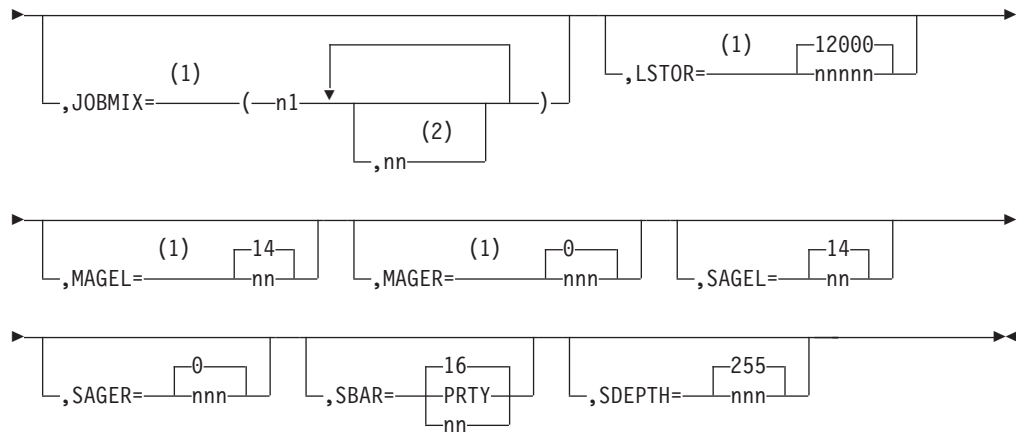 (1) 12000
(1) ,LSTOR= nnnnn
,JOBMIX= ( n1 )
(2)
,nn
(1) 14 (1) 0 14
,MAGEL= nn ,MAGER= nnn ,SAGEL= nn
0 16 255
,SAGER= nnn ,SBAR= PRTY ,SDEPTH= nnn
nn